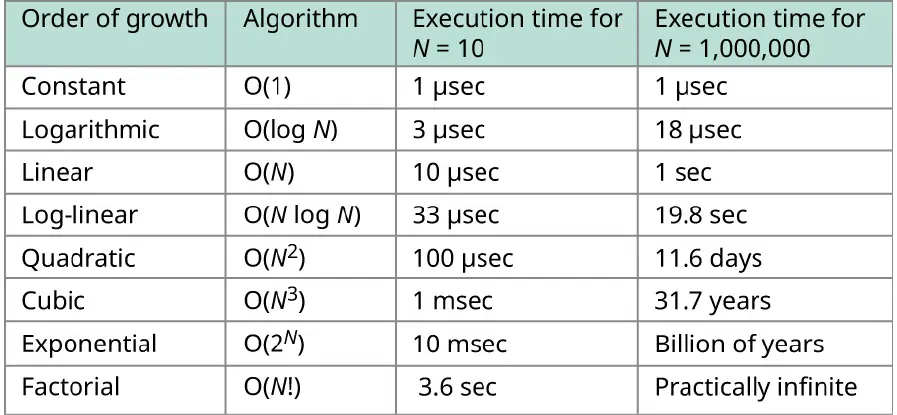 Order of growth Algorithm Execution time for N = 10 Execution time for N = 1,000,000
Constant O(1) 1 μsec 1 μsec
Logarithmic O(log N) 3 μsec 18 μsec
Linear O(N) 10 μsec 1 sec
Log-linear O(N log N) 33 μsec 19.8 sec
Quadratic O(N²) 100 μsec 11.6 days
Cubic O(N³) 1 msec 31.7 years
Exponential O(2ᴺ) 10 msec Billion of years
Factorial O(N!) 3.6 sec Practically infinite